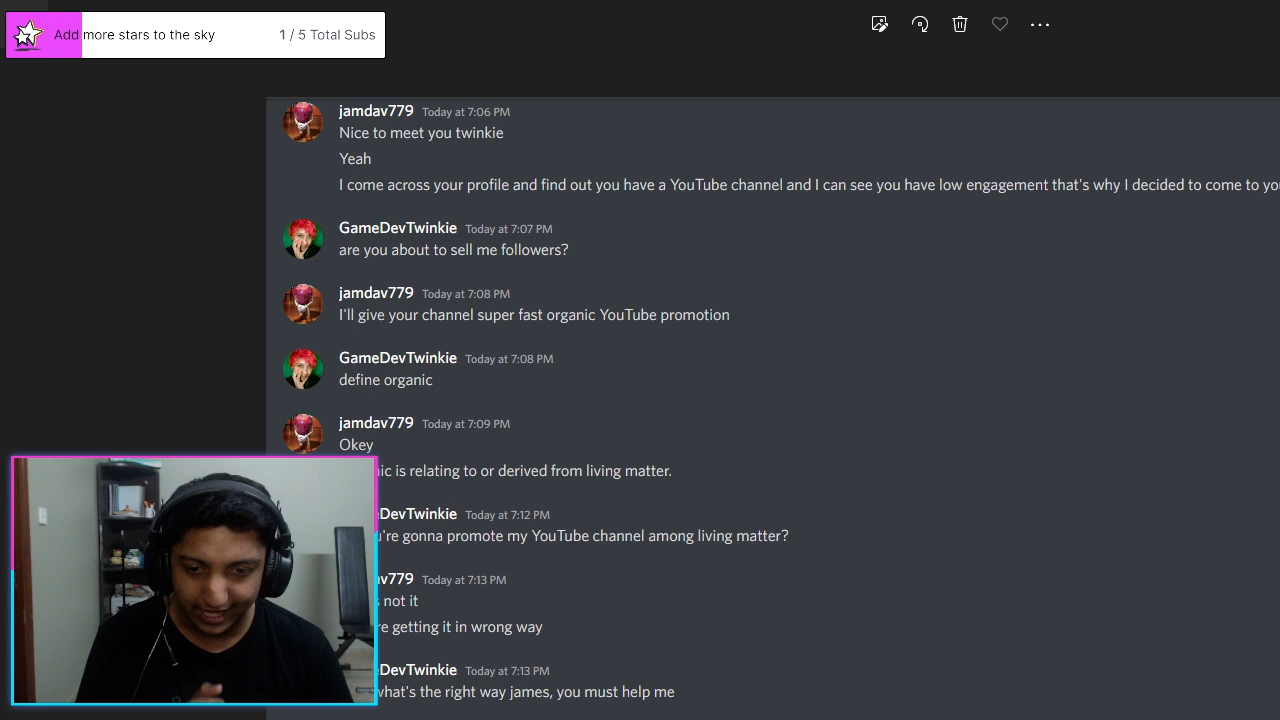 Add more stars to the sky 1 / 5 Total Subs
jamdav779 Today at 7:06 PM
Nice to meet you twinkie
Yeah
I come across your profile and find out you have a YouTube channel and I can see you have low engagement that's why I decided to come to yo
GameDevTwinkie Today at 7:07 PM
are you about to sell me followers?
jamdav779 Today at 7:08 PM
I'll give your channel super fast organic YouTube promotion
GameDevTwinkie Today at 7:08 PM
define organic
jamdav779 Today at 7:09 PM
Okey
ic is relating to or derived from living matter.
DevTwinkie Today at 7:12 PM
u're gonna promote my YouTube channel among living matter?
v779 Today at 7:13 PM
s not it
re getting it in wrong way
DevTwinkie Today at 7:13 PM
what's the right way james, you must help me